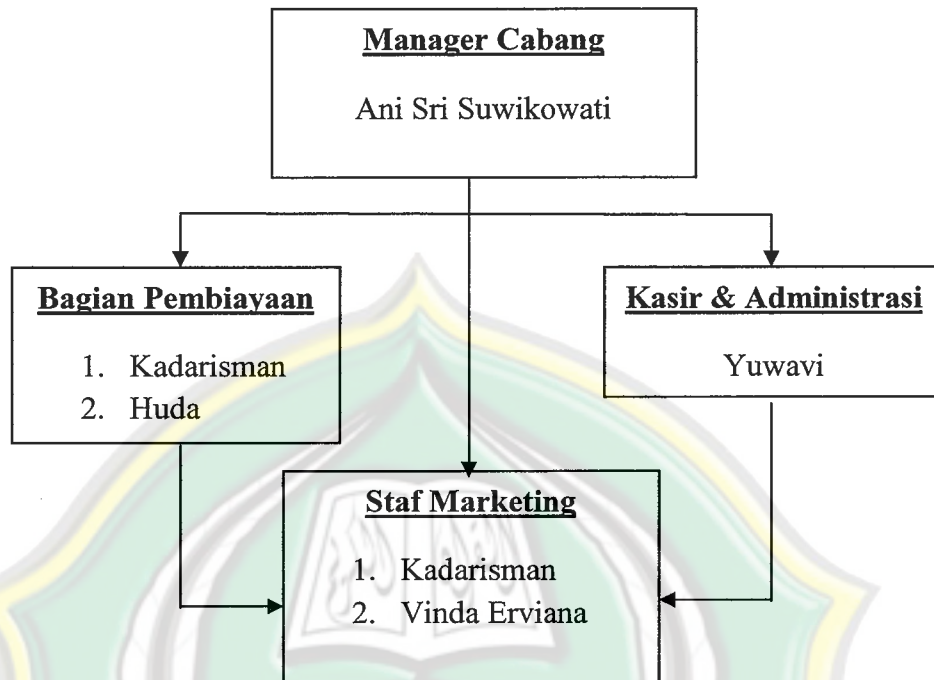 Manager Cabang
Ani Sri Suwikowati
Bagian Pembiayaan
1. Kadarisman
2. Huda
Kasir & Administrasi
Yuwavi
Staf Marketing
1. Kadarisman
2. Vinda Erviana